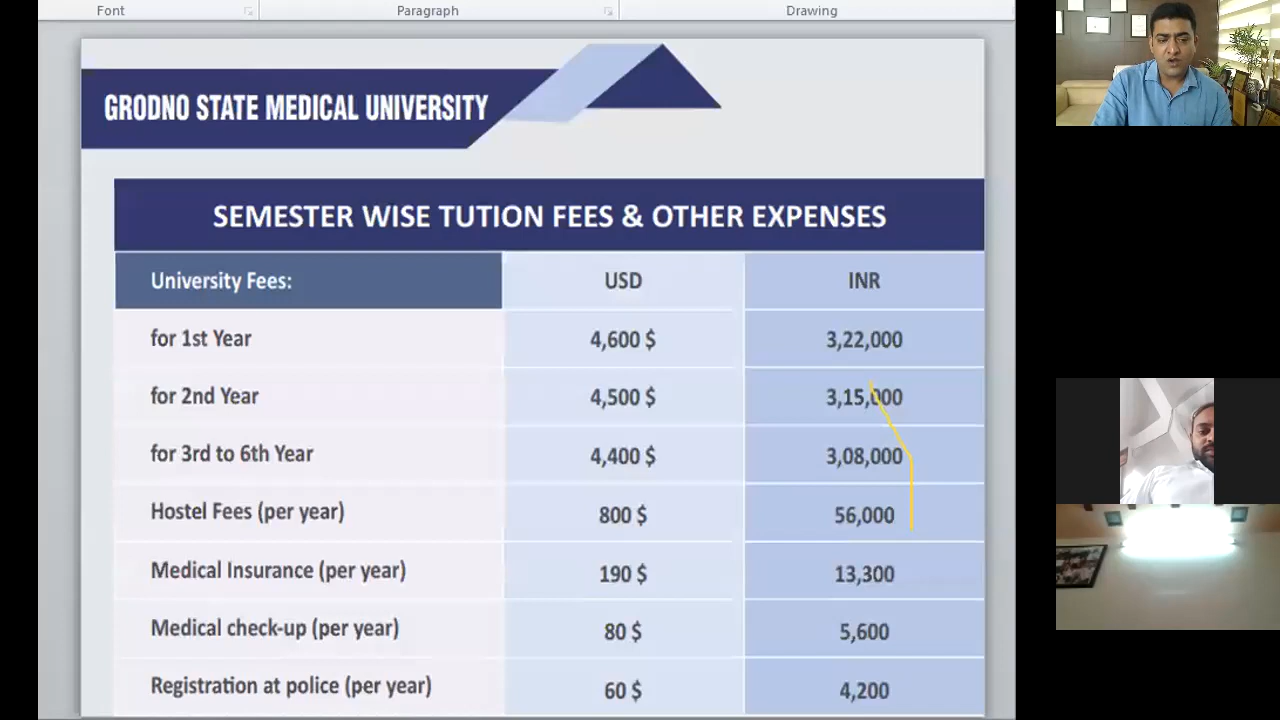 Font Paragraph Drawing
GRODNO STATE MEDICAL UNIVERSITY
SEMESTER WISE TUTION FEES & OTHER EXPENSES
University Fees: USD INR
for 1st Year 4,600 $ 3,22,000
for 2nd Year 4,500 $ 3,15,000
for 3rd to 6th Year 4,400 $ 3,08,000
Hostel Fees (per year) 800 $ 56,000
Medical Insurance (per year) 190 $ 13,300
Medical check-up (per year) 80 $ 5,600
Registration at police (per year) 60 $ 4,200